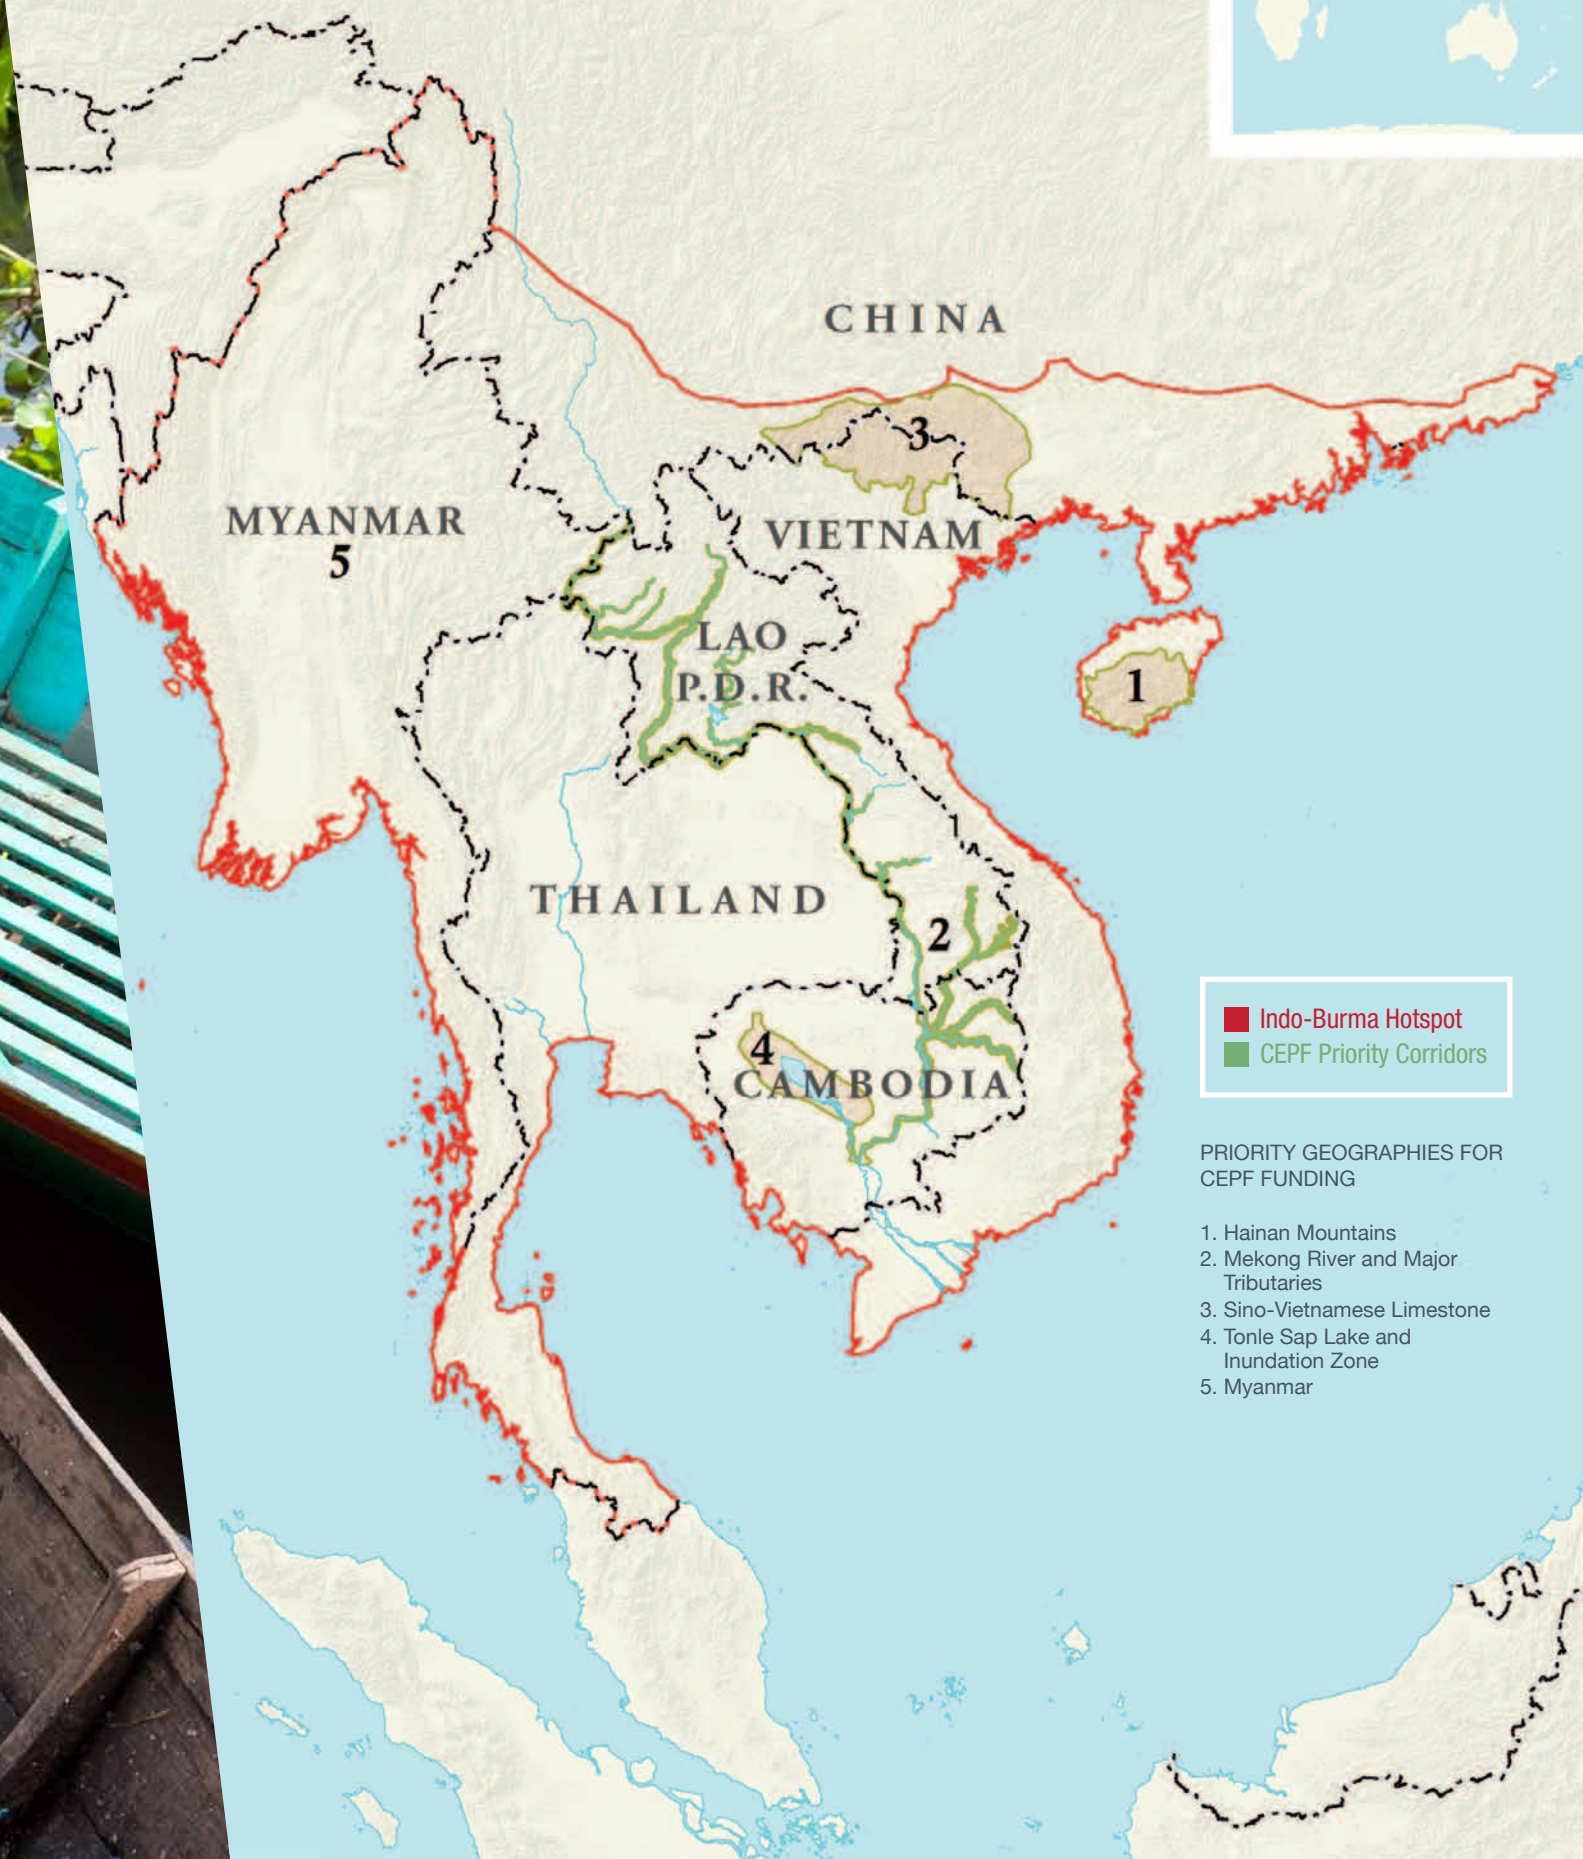 CHINA
3
MYANMAR
5
VIETNAM
LAO
P.D.R.
1
THAILAND
2
4
CAMBODIA
Indo-Burma Hotspot
CEPF Priority Corridors
PRIORITY GEOGRAPHIES FOR
CEPF FUNDING
1. Hainan Mountains
2. Mekong River and Major
Tributaries
3. Sino-Vietnamese Limestone
4. Tonle Sap Lake and
Inundation Zone
5. Myanmar